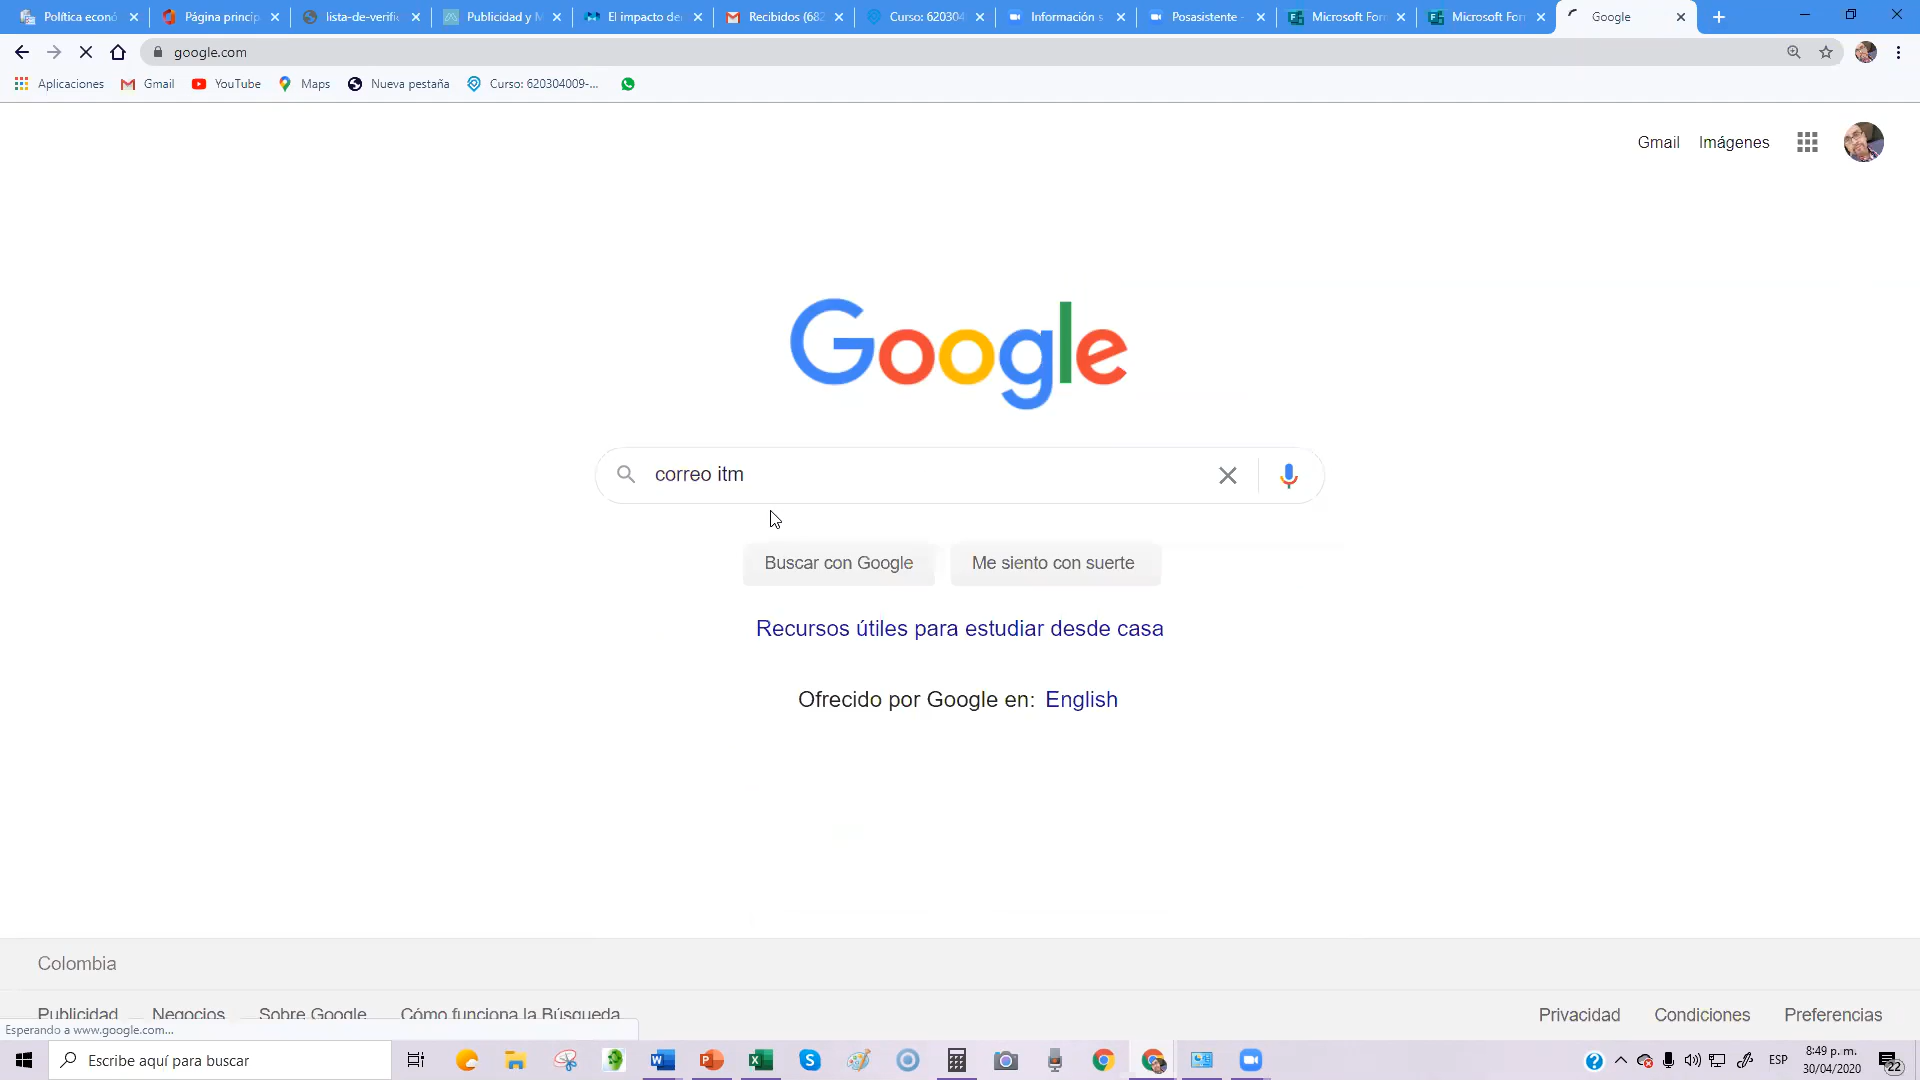 Política econó
Página princip
lista-de-verifi
Publicidad y M
El impacto de
Recibidos (682
Curso: 620304
Información s
Posasistente -
Microsoft For
Microsoft For
Google
google.com
Aplicaciones
Gmail
YouTube
Maps
Nueva pestaña
Curso: 620304009-...
Gmail
Imágenes
Google
correo itm
Buscar con Google
Me siento con suerte
Recursos útiles para estudiar desde casa
Ofrecido por Google en: English
Colombia
Publicidad
Negocios
Sobre Google
Cómo funciona la Búsqueda
Privacidad
Condiciones
Preferencias
Esperando a www.google.com...
Escribe aquí para buscar
ESP
8:49 p. m.
30/04/2020
22